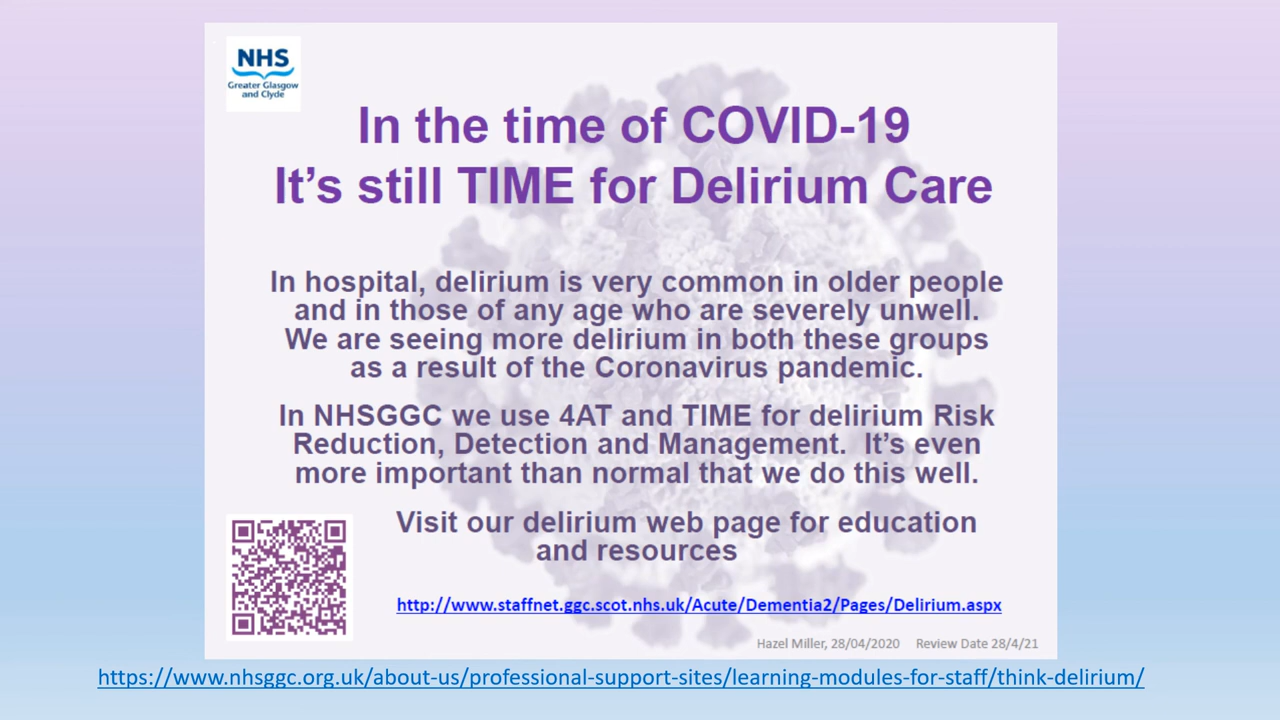 NHS
Greater Glasgow
and Clyde
In the time of COVID-19
It's still TIME for Delirium Care
In hospital, delirium is very common in older people
and in those of any age who are severely unwell.
We are seeing more delirium in both these groups
as a result of the Coronavirus pandemic.
In NHSGGC we use 4AT and TIME for delirium Risk
Reduction, Detection and Management.  It's even
more important than normal that we do this well.
Visit our delirium web page for education
and resources
http://www.staffnet.ggc.scot.nhs.uk/Acute/Dementia2/Pages/Delirium.aspx
Hazel Miller, 28/04/2020    Review Date 28/4/21
https://www.nhsggc.org.uk/about-us/professional-support-sites/learning-modules-for-staff/think-delirium/